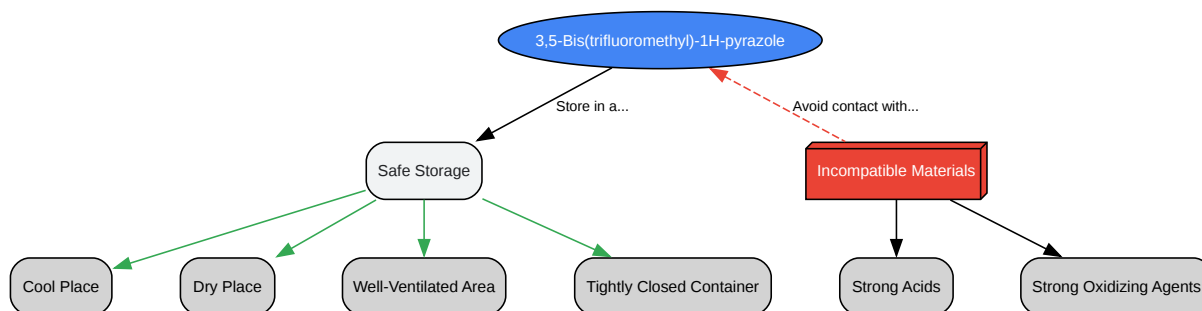 3,5-Bis(trifluoromethyl)-1H-pyrazole
Store in a...
Avoid contact with...
Safe Storage
Incompatible Materials
Cool Place
Dry Place
Well-Ventilated Area
Tightly Closed Container
Strong Acids
Strong Oxidizing Agents